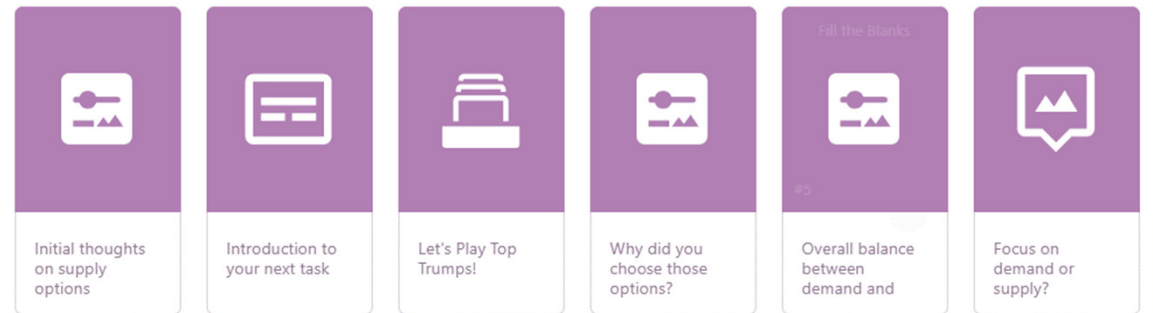 Fill the Blanks
#5
Initial thoughts
on supply
options
Introduction to
your next task
Let's Play Top
Trumps!
Why did you
choose those
options?
Overall balance
between
demand and
Focus on
demand or
supply?